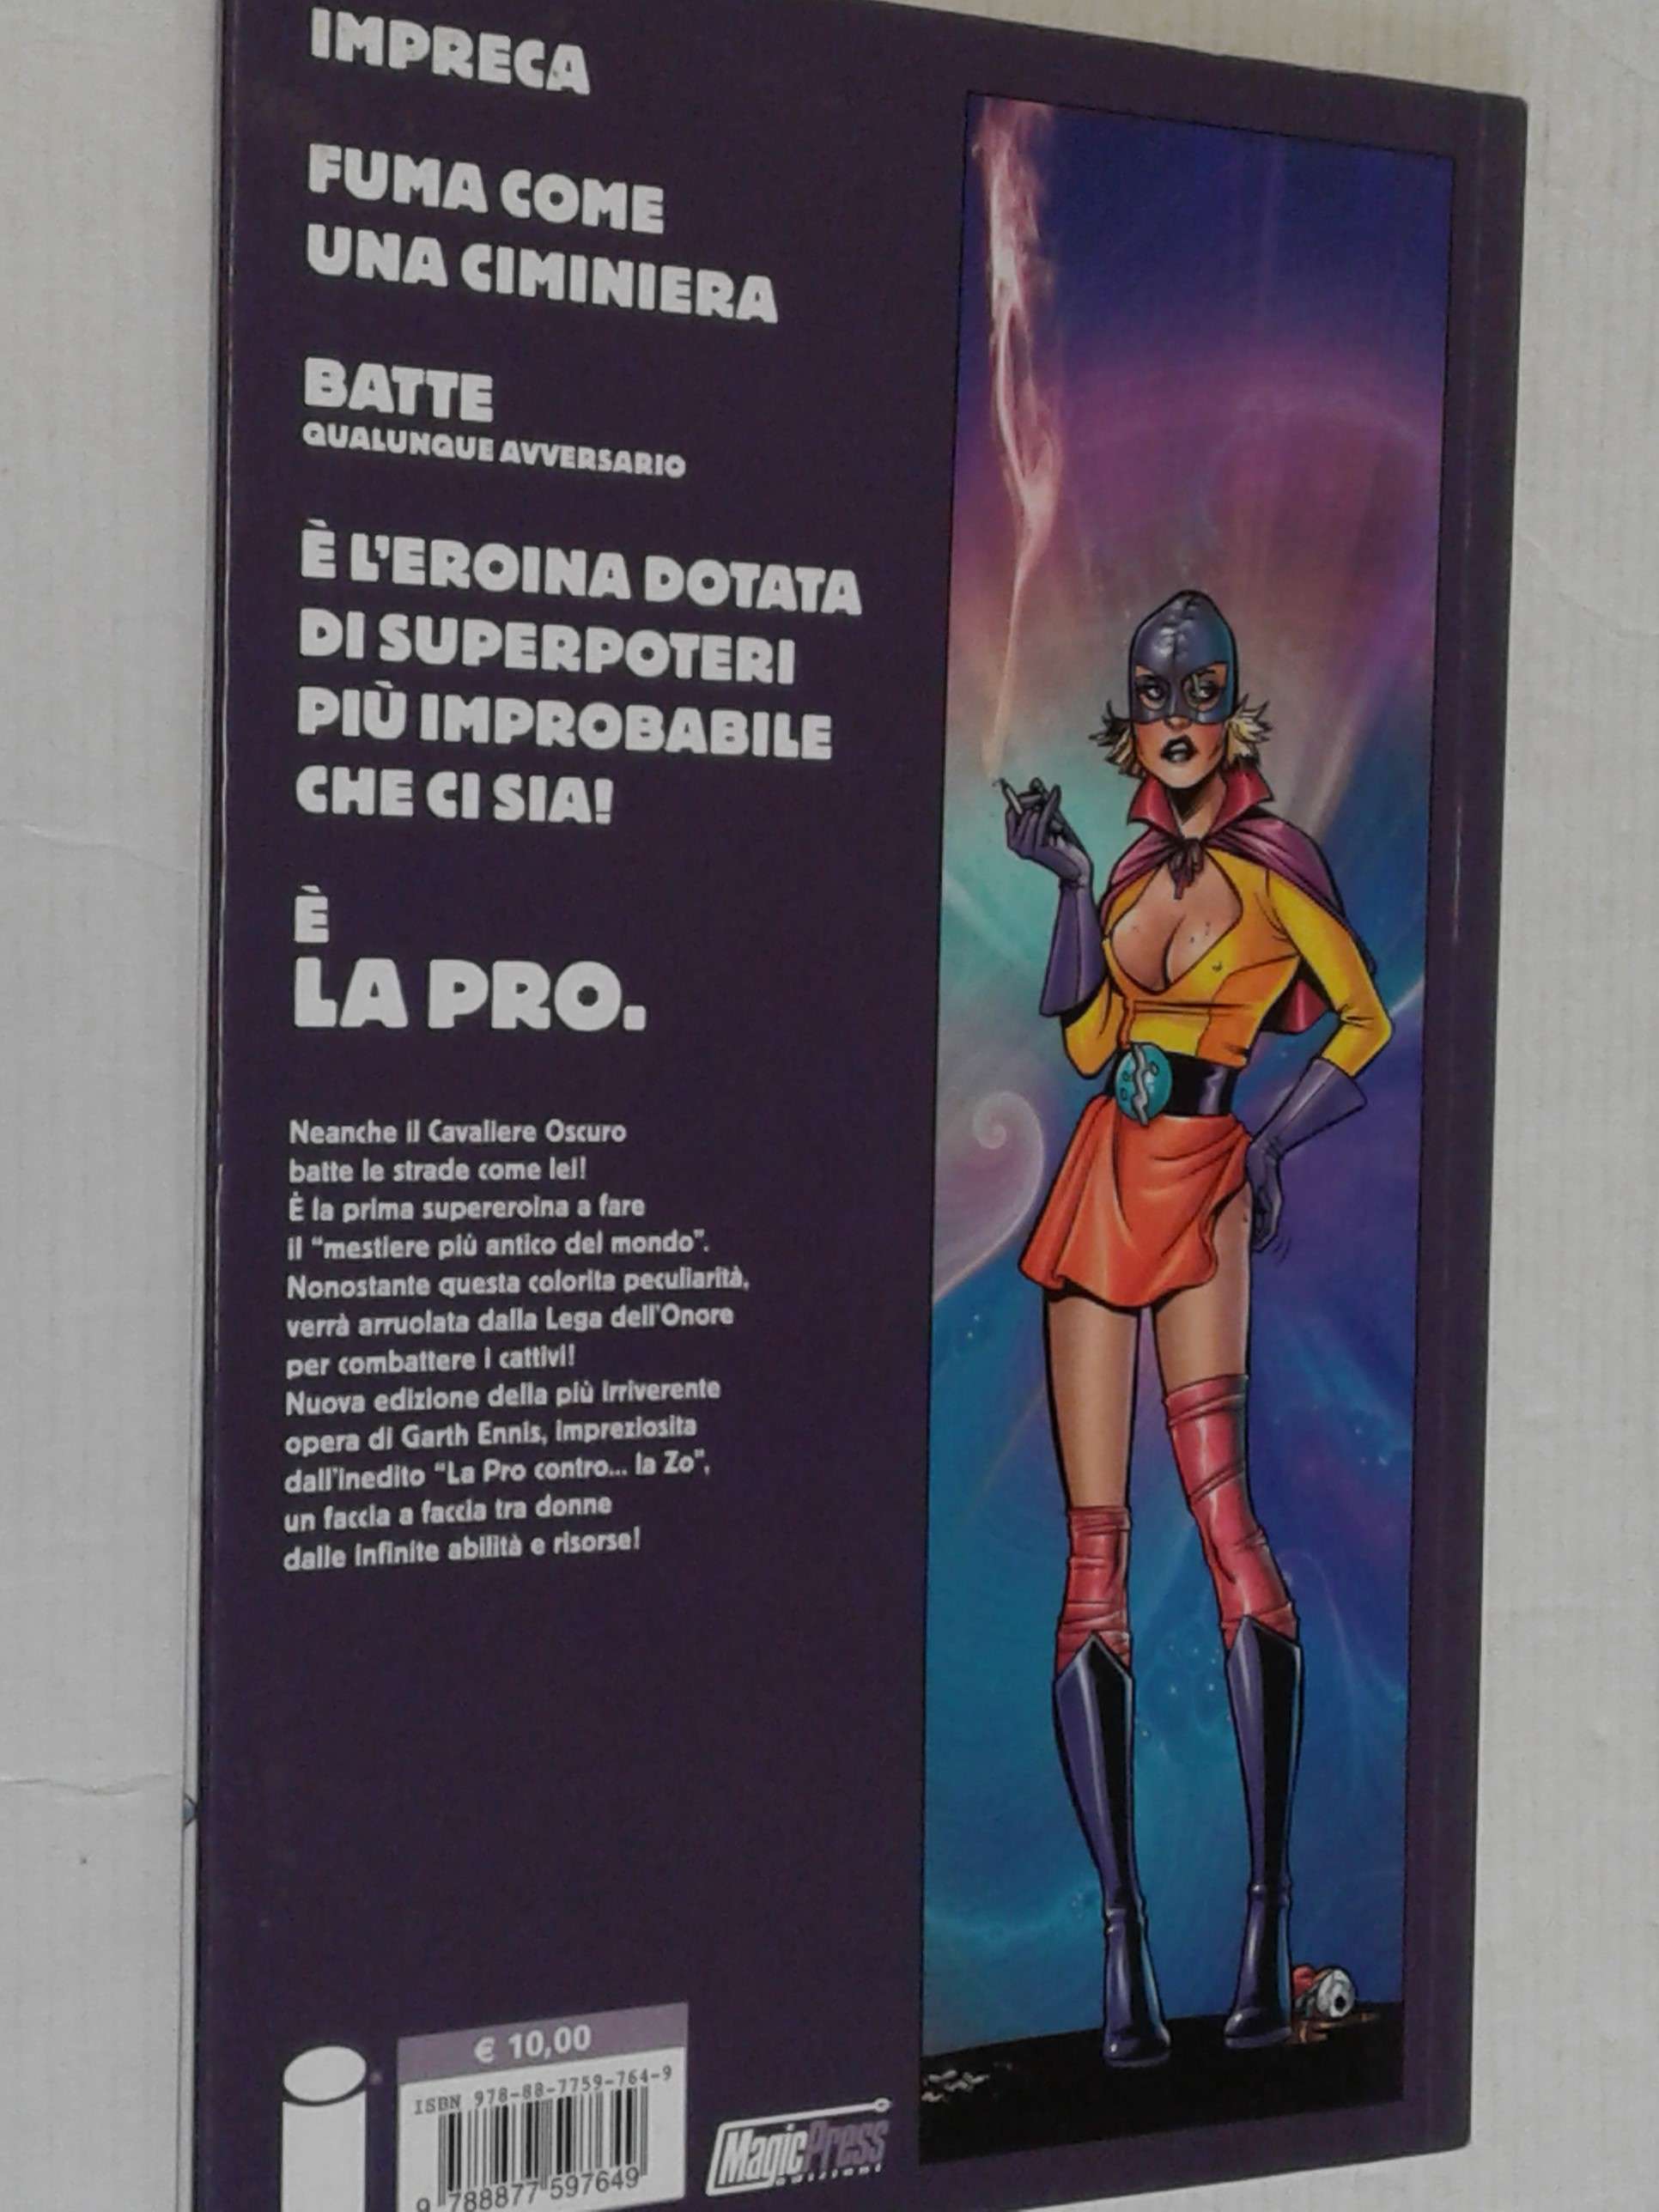 IMPRECA
FUMA COME
UNA CIMINIERA
BATTE
QUALUNQUE AVVERSARIO
È L'EROINA DOTATA
DI SUPERPOTERI
PIÙ IMPROBABILE
CHE CI SIA!
È
LA PRO.
Neanche il Cavaliere Oscuro
batte le strade come lei!
È la prima supereroina a fare
il "mestiere più antico del mondo".
Nonostante questa colorita peculiarità,
verrà arruolata dalla Lega dell'Onore
per combattere i cattivi!
Nuova edizione della più irriverente
opera di Garth Ennis, impreziosita
dall'inedito "La Pro contro... la Zo",
un faccia a faccia tra donne
dalle infinite abilità e risorse!
€ 10,00
ISBN 978-88-7759-764-9
9 788877 597649
MagicPress
edizioni